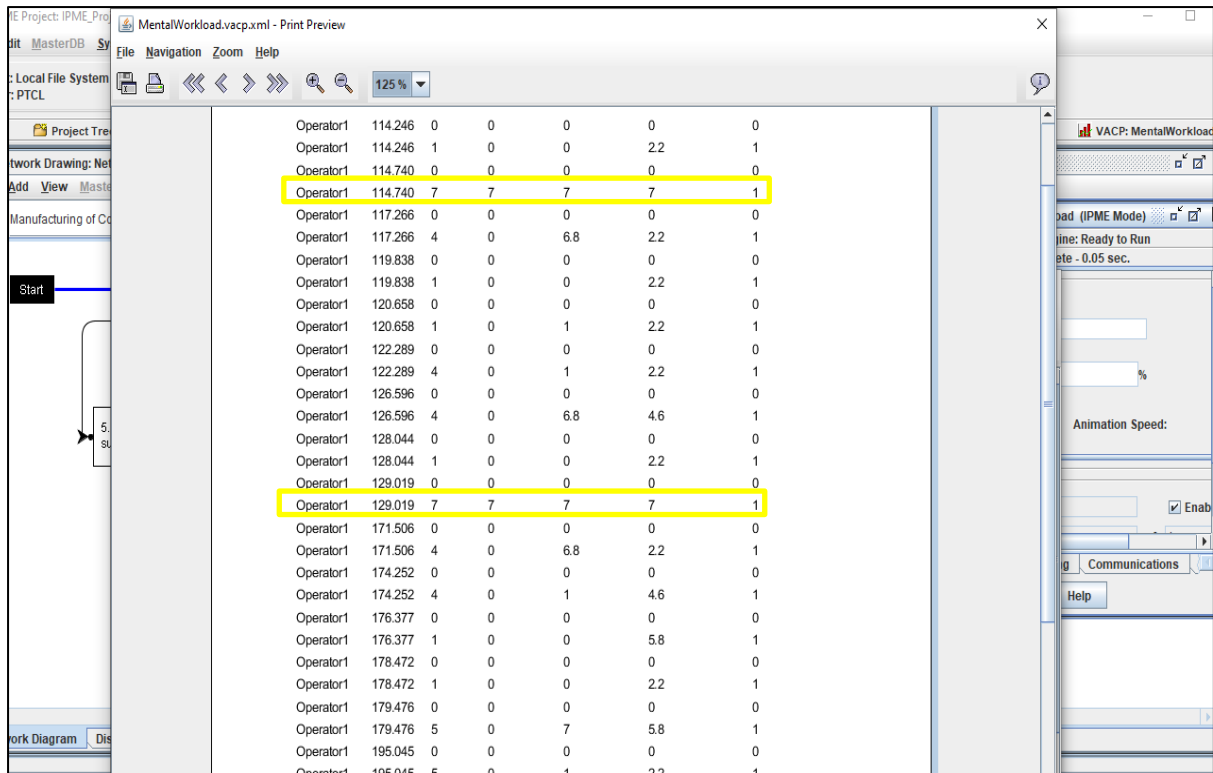 ME Project: IPME_Proj
MentalWorkload.vacp.xml - Print Preview
dit MasterDB Sy
File Navigation Zoom Help
: Local File System
: PTCL
125 %
Project Tree
VACP: MentalWorkload
twork Drawing: Net
Add View Maste
Manufacturing of Co
oad (IPME Mode)
gine: Ready to Run
ete - 0.05 sec.
Start
%
Animation Speed:
5.
su
Enab
g Communications
Help
ork Diagram Dis
Operator1 114.246 0 0 0 0 0
Operator1 114.246 1 0 0 2.2 1
Operator1 114.740 0 0 0 0 0
Operator1 114.740 7 7 7 7 1
Operator1 117.266 0 0 0 0 0
Operator1 117.266 4 0 6.8 2.2 1
Operator1 119.838 0 0 0 0 0
Operator1 119.838 1 0 0 2.2 1
Operator1 120.658 0 0 0 0 0
Operator1 120.658 1 0 1 2.2 1
Operator1 122.289 0 0 0 0 0
Operator1 122.289 4 0 1 2.2 1
Operator1 126.596 0 0 0 0 0
Operator1 126.596 4 0 6.8 4.6 1
Operator1 128.044 0 0 0 0 0
Operator1 128.044 1 0 0 2.2 1
Operator1 129.019 0 0 0 0 0
Operator1 129.019 7 7 7 7 1
Operator1 171.506 0 0 0 0 0
Operator1 171.506 4 0 6.8 2.2 1
Operator1 174.252 0 0 0 0 0
Operator1 174.252 4 0 1 4.6 1
Operator1 176.377 0 0 0 0 0
Operator1 176.377 1 0 0 5.8 1
Operator1 178.472 0 0 0 0 0
Operator1 178.472 1 0 0 2.2 1
Operator1 179.476 0 0 0 0 0
Operator1 179.476 5 0 7 5.8 1
Operator1 195.045 0 0 0 0 0
Operator1 195.045 5 0 1 2.2 1